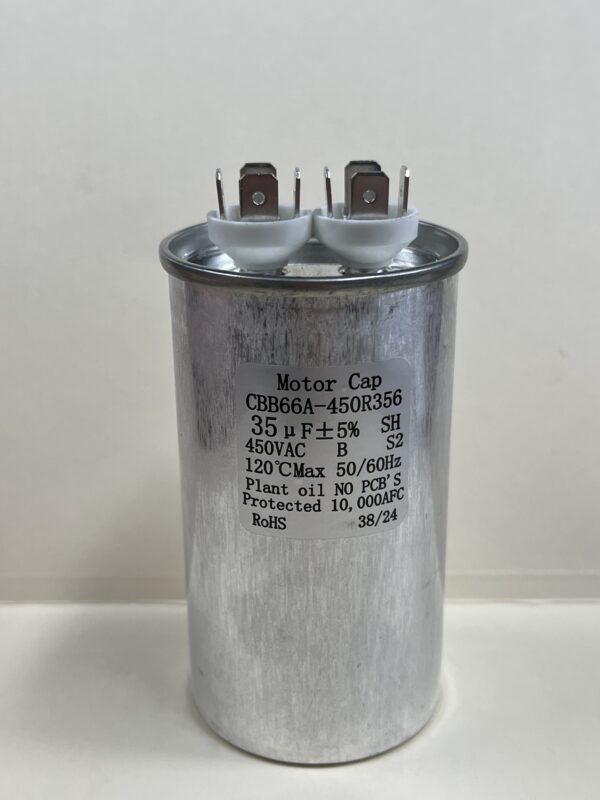 Motor Cap
CBB66A-450R356
35μF±5% SH
450VAC B S2
120℃Max 50/60Hz
Plant oil NO PCB'S
Protected 10,000AFC
RoHS 38/24